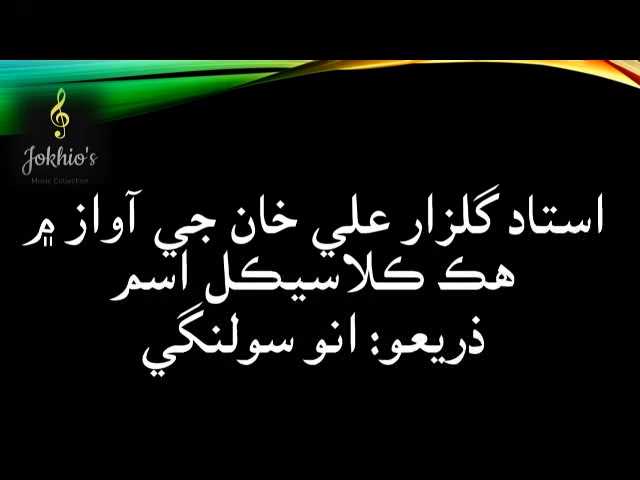 Jokhio's
Music Collection
استاد گلزار علي خان جي آواز ۾
هڪ ڪلاسيڪل اسم
ذريعو: انو سولنگي